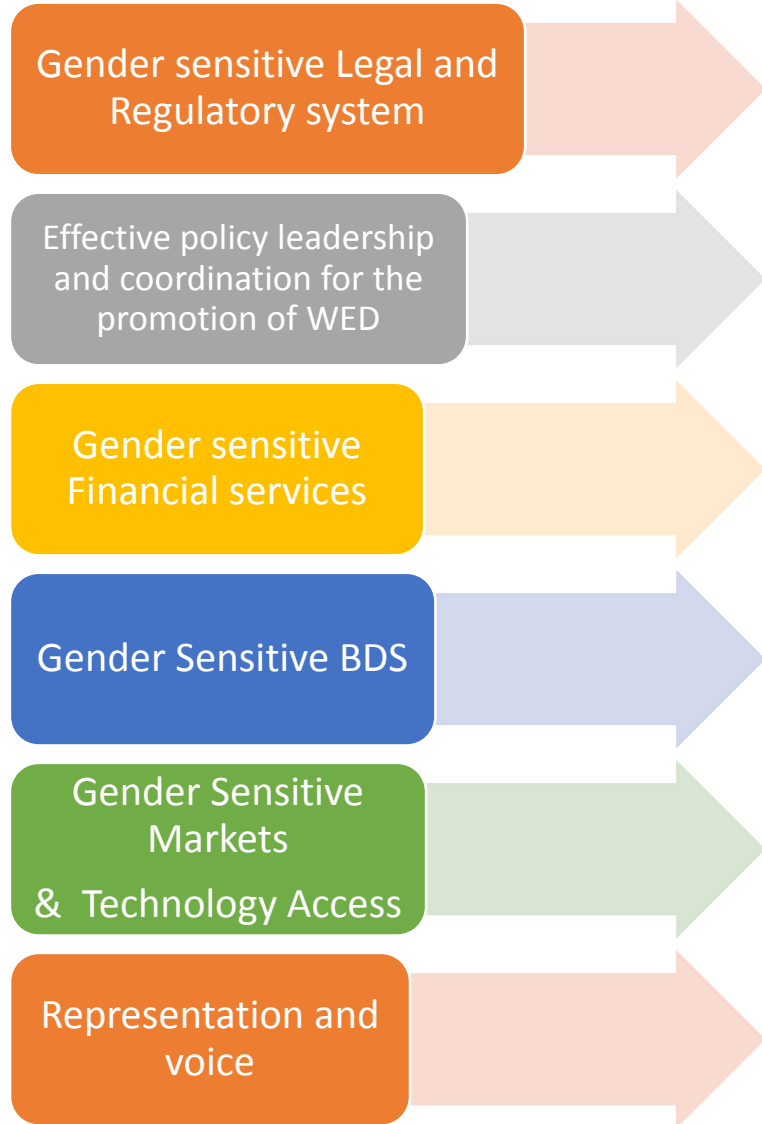 Gender sensitive Legal and
Regulatory system
Effective policy leadership
and coordination for the
promotion of WED
Gender sensitive
Financial services
Gender Sensitive BDS
Gender Sensitive
Markets
& Technology Access
Representation and
voice